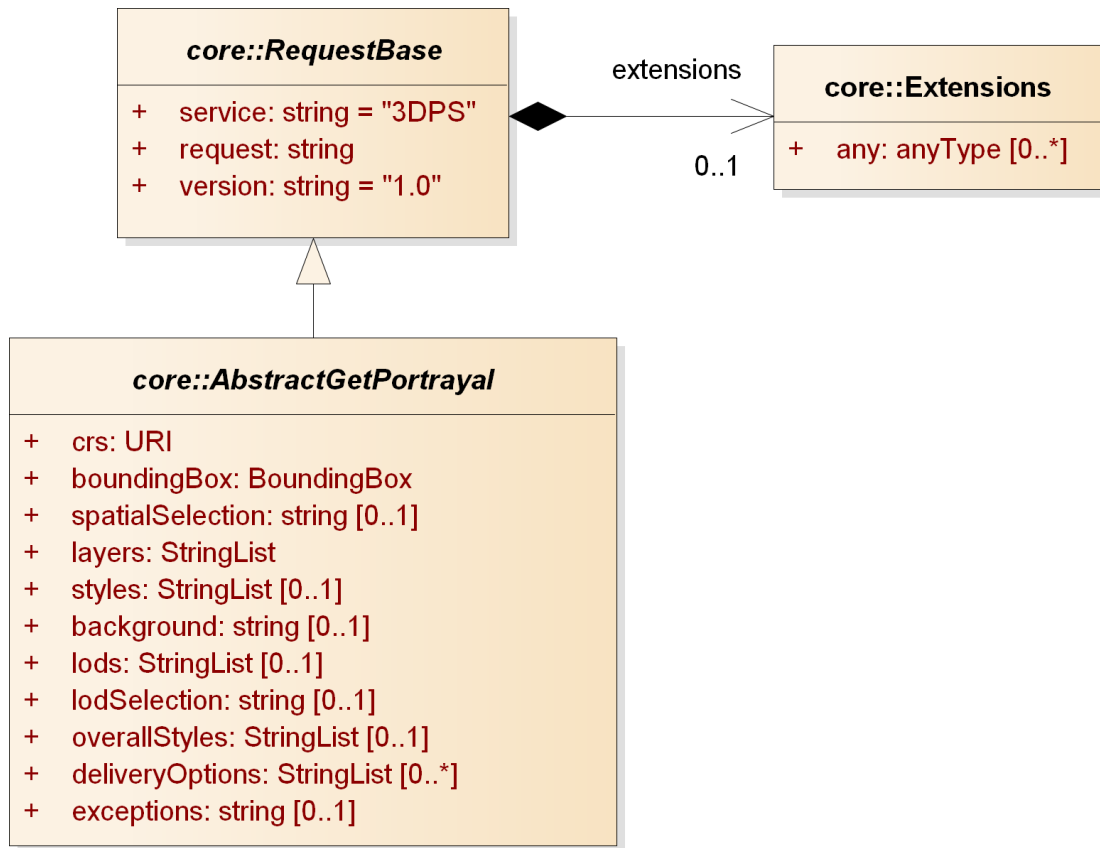 core::RequestBase
+ service: string = "3DPS"
+ request: string
+ version: string = "1.0"
extensions
0..1
core::Extensions
+ any: anyType [0..*]
core::AbstractGetPortrayal
+ crs: URI
+ boundingBox: BoundingBox
+ spatialSelection: string [0..1]
+ layers: StringList
+ styles: StringList [0..1]
+ background: string [0..1]
+ lods: StringList [0..1]
+ lodSelection: string [0..1]
+ overallStyles: StringList [0..1]
+ deliveryOptions: StringList [0..*]
+ exceptions: string [0..1]